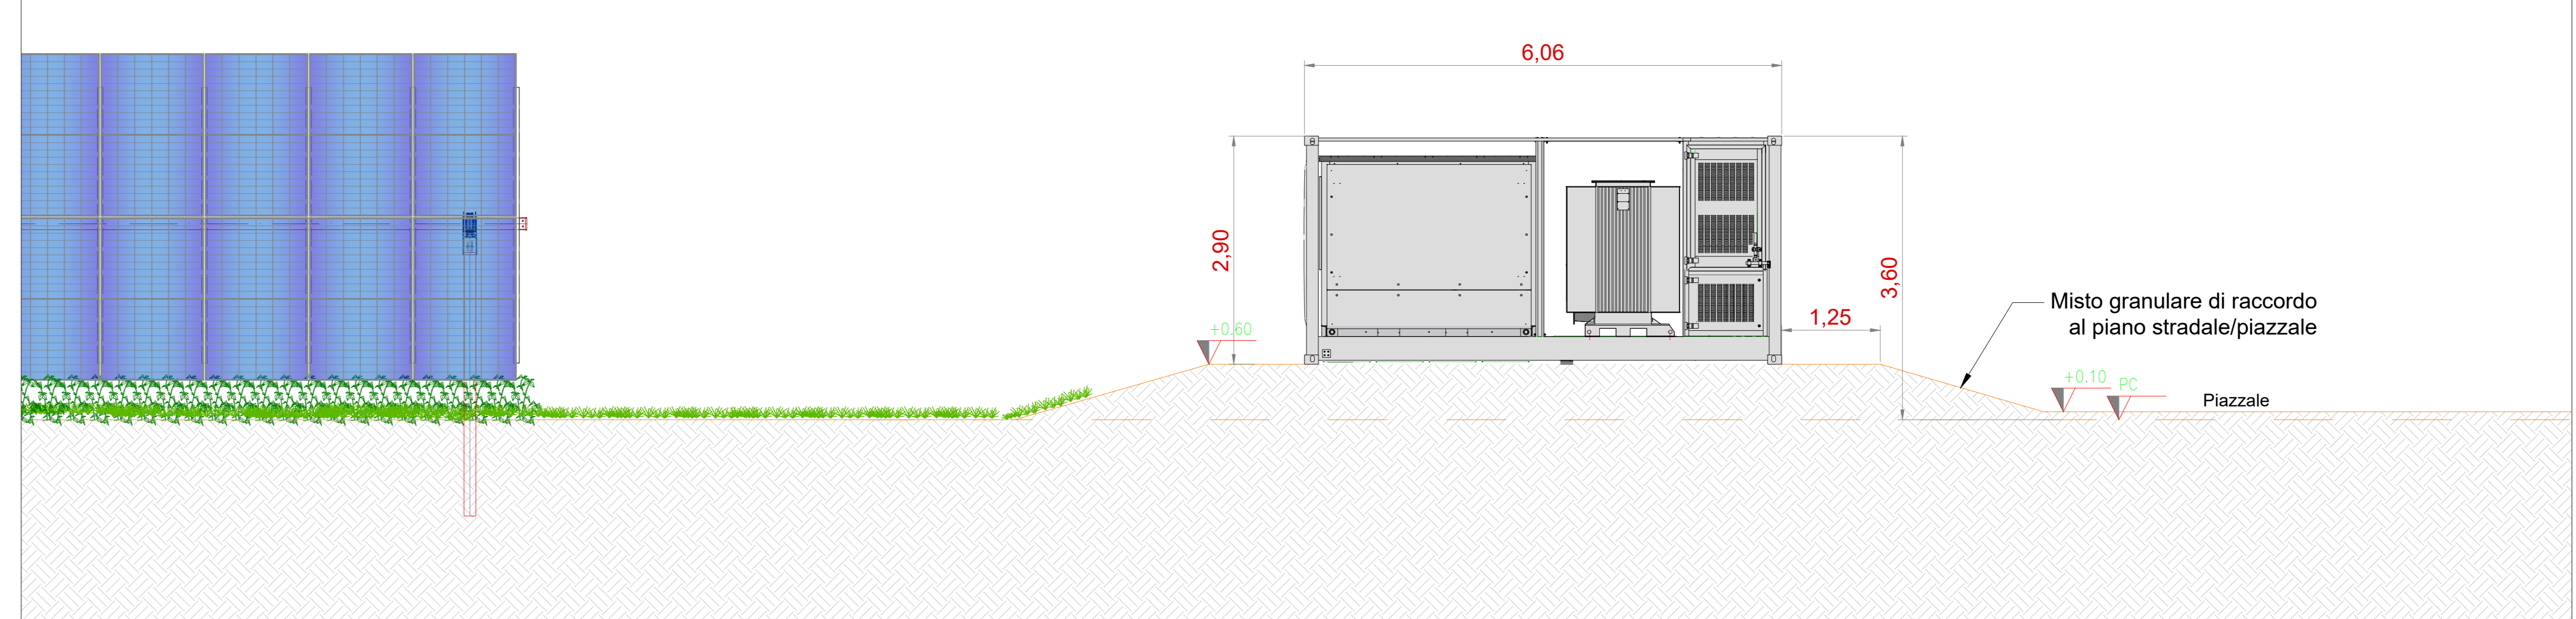 6,06
2,90
3,60
+0.60
1,25
Misto granulare di raccordo
al piano stradale/piazzale
+0.10
PC
Piazzale